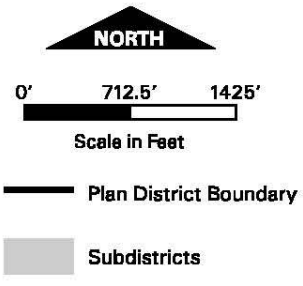 NORTH
0' 712.5' 1425'
Scale in Feet
Plan District Boundary
Subdistricts